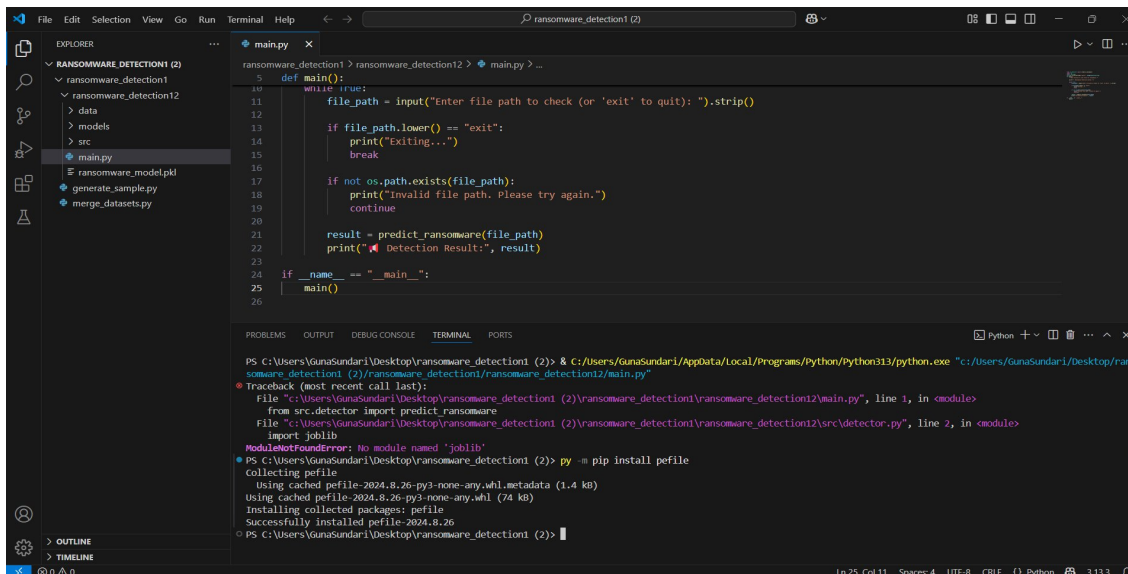 File Edit Selection View Go Run Terminal Help
ransomware_detection1 (2)
EXPLORER
RANSOMWARE_DETECTION1 (2)
ransomware_detection1
ransomware_detection12
data
models
src
main.py
ransomware_model.pkl
generate_sample.py
merge_datasets.py
OUTLINE
TIMELINE
main.py
ransomware_detection1 > ransomware_detection12 > main.py > ...
5 def main():
10 while True:
11 file_path = input("Enter file path to check (or 'exit' to quit): ").strip()
12
13 if file_path.lower() == "exit":
14 print("Exiting...")
15 break
16
17 if not os.path.exists(file_path):
18 print("Invalid file path. Please try again.")
19 continue
20
21 result = predict_ransomware(file_path)
22 print("📢 Detection Result:", result)
23
24 if __name__ == "__main__":
25 main()
26
PROBLEMS OUTPUT DEBUG CONSOLE TERMINAL PORTS
Python
PS C:\Users\GunaSundari\Desktop\ransomware_detection1 (2)> & C:/Users/GunaSundari/AppData/Local/Programs/Python/Python313/python.exe "c:/Users/GunaSundari/Desktop/ran
somware_detection1 (2)/ransomware_detection1/ransomware_detection12/main.py"
Traceback (most recent call last):
File "c:\Users\GunaSundari\Desktop\ransomware_detection1 (2)\ransomware_detection1\ransomware_detection12\main.py", line 1, in <module>
from src.detector import predict_ransomware
File "c:\Users\GunaSundari\Desktop\ransomware_detection1 (2)\ransomware_detection1\ransomware_detection12\src\detector.py", line 2, in <module>
import joblib
ModuleNotFoundError: No module named 'joblib'
PS C:\Users\GunaSundari\Desktop\ransomware_detection1 (2)> py -m pip install pefile
Collecting pefile
Using cached pefile-2024.8.26-py3-none-any.whl.metadata (1.4 kB)
Using cached pefile-2024.8.26-py3-none-any.whl (74 kB)
Installing collected packages: pefile
Successfully installed pefile-2024.8.26
PS C:\Users\GunaSundari\Desktop\ransomware_detection1 (2)>
0 0 0
Ln 25, Col 11 Spaces: 4 UTF-8 CRLF {} Python 3.13.3